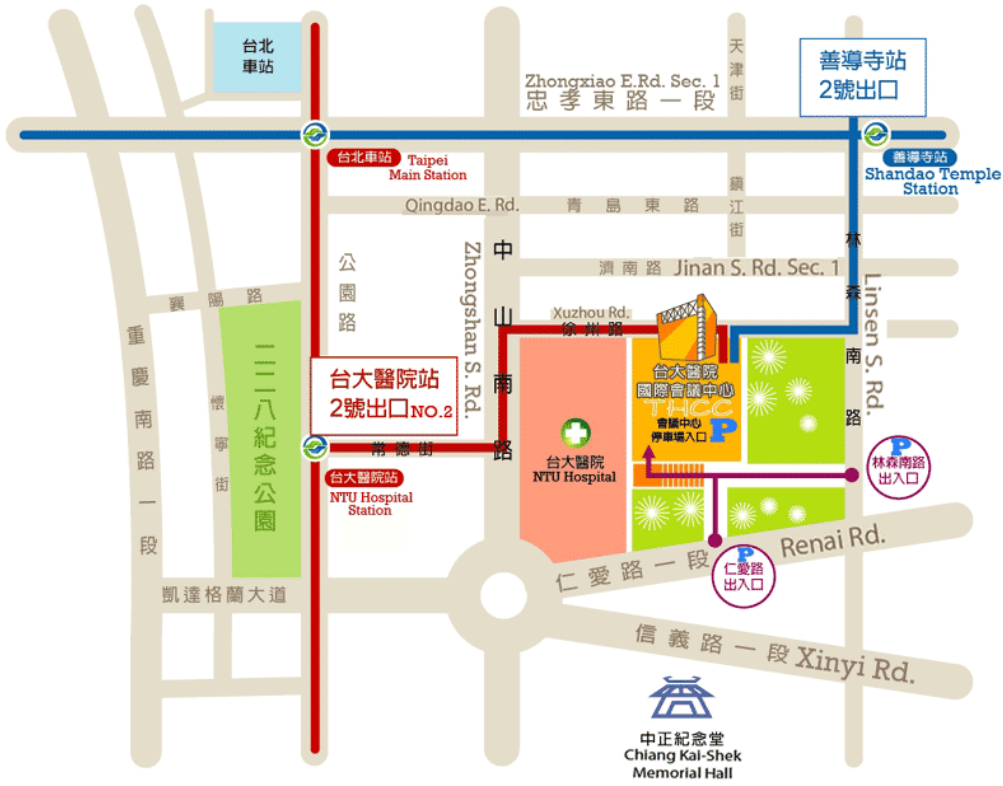 台北
車站
Zhongxiao E.Rd. Sec. 1
忠孝東路一段
天津街
善導寺站
2號出口
台北車站
Taipei
Main Station
善導寺站
Shandao Temple
Station
Qingdao E. Rd.
青島東路
鎮江街
公園路
中山南路
Zhongshan S. Rd.
濟南路 Jinan S. Rd. Sec. 1
林森南路
Linsen S. Rd.
襄陽路
Xuzhou Rd.
徐州路
重慶南路一段
懷寧街
二二八紀念公園
台大醫院站
2號出口NO.2
常德街
台大醫院站
NTU Hospital
Station
台大醫院
NTU Hospital
台大醫院
國際會議中心
THCC
會議中心
停車場入口 P
P
林森南路
出入口
P
仁愛路
出入口
仁愛路一段 Renai Rd.
凱達格蘭大道
信義路一段 Xinyi Rd.
中正紀念堂
Chiang Kai-Shek
Memorial Hall